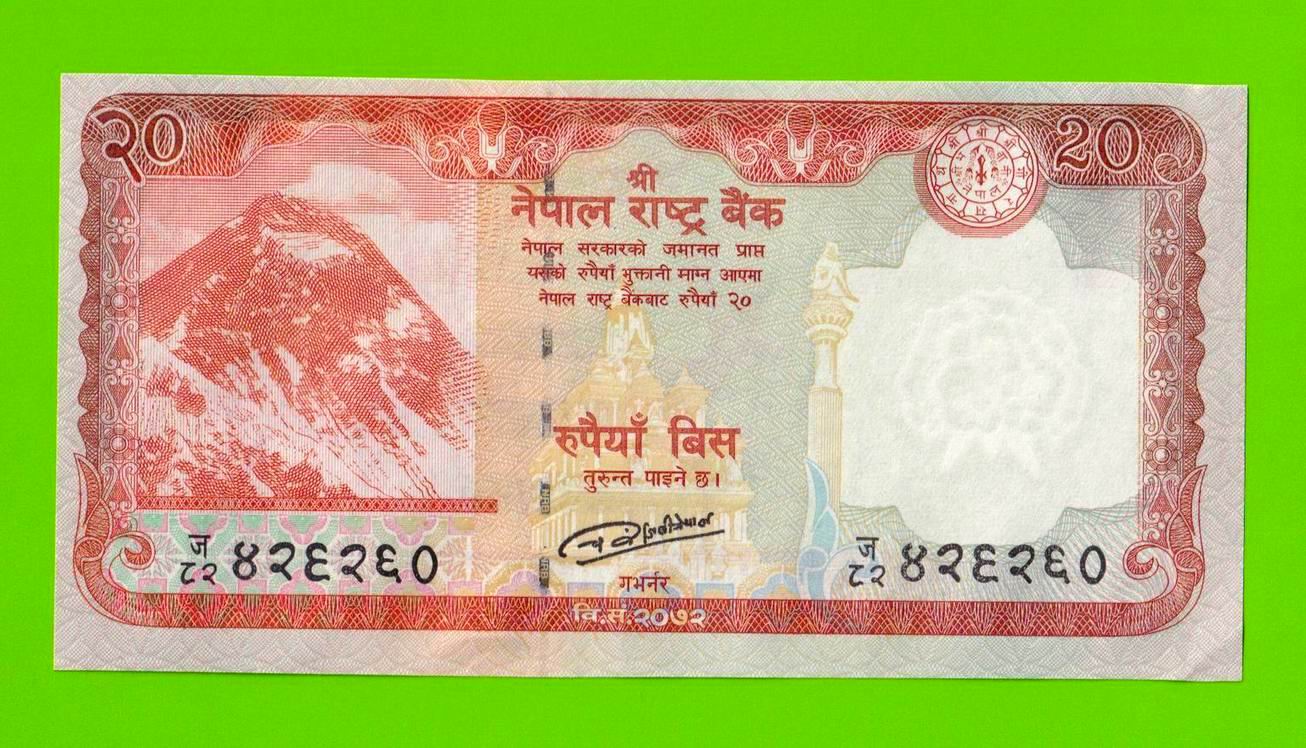 २०
20
श्री
नेपाल राष्ट्र बैंक
नेपाल सरकारको जमानत प्राप्त
यसको रुपैयाँ भुक्तानी माग्न आएमा
नेपाल राष्ट्र बैंकबाट रुपैयाँ २०
रुपैयाँ बिस
तुरुन्त पाइने छ।
गभर्नर
ज
८२ ४२६२६०
ज
८२ ४२६२६०
वि.सं.२०७२